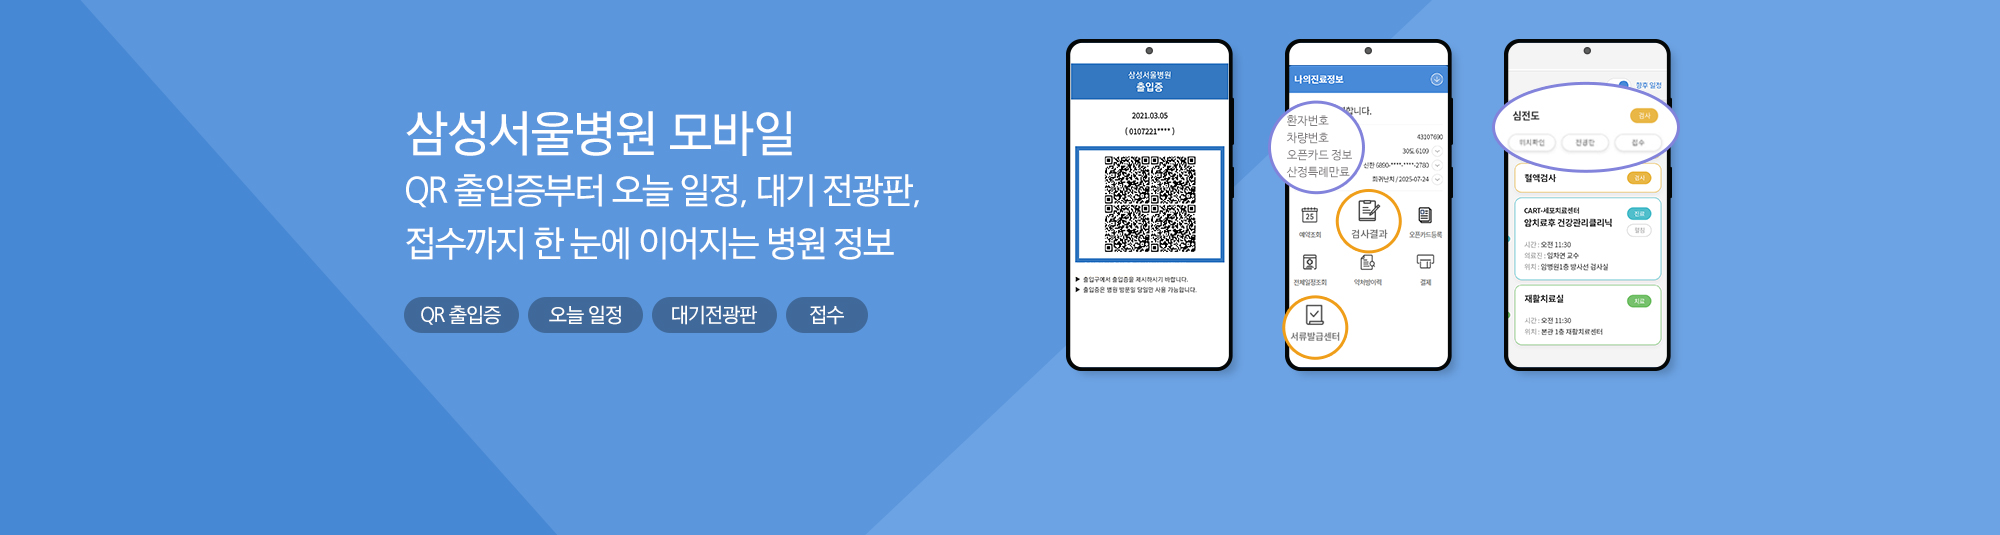 삼성서울병원 모바일
QR 출입증부터 오늘 일정, 대기 전광판,
접수까지 한 눈에 이어지는 병원 정보
QR 출입증
오늘 일정
대기전광판
접수
삼성서울병원
출입증
2021.03.05
( 0107221**** )
▶ 출입구에서 출입증을 제시하시기 바랍니다.
▶ 출입증은 병원 방문일 당일만 사용 가능합니다.
나의진료정보
합니다.
환자번호
43107690
차량번호
30도6109
오픈카드 정보
신한 6890-****-****-2780
산정특례만료
희귀난치 / 2025-07-24
25
예약조회
검사결과
오픈카드등록
전체일정조회
약처방이력
결제
서류발급센터
향후 일정
심전도
검사
위치확인
전광판
접수
혈액검사
검사
CART-세포치료센터
진료
암치료후 건강관리클리닉
시간 : 오전 11:30
의료진 : 임자연 교수
위치 : 암병원1층 방사선 검사실
재활치료실
치료
시간 : 오전 11:30
위치 : 본관 1층 재활치료센터